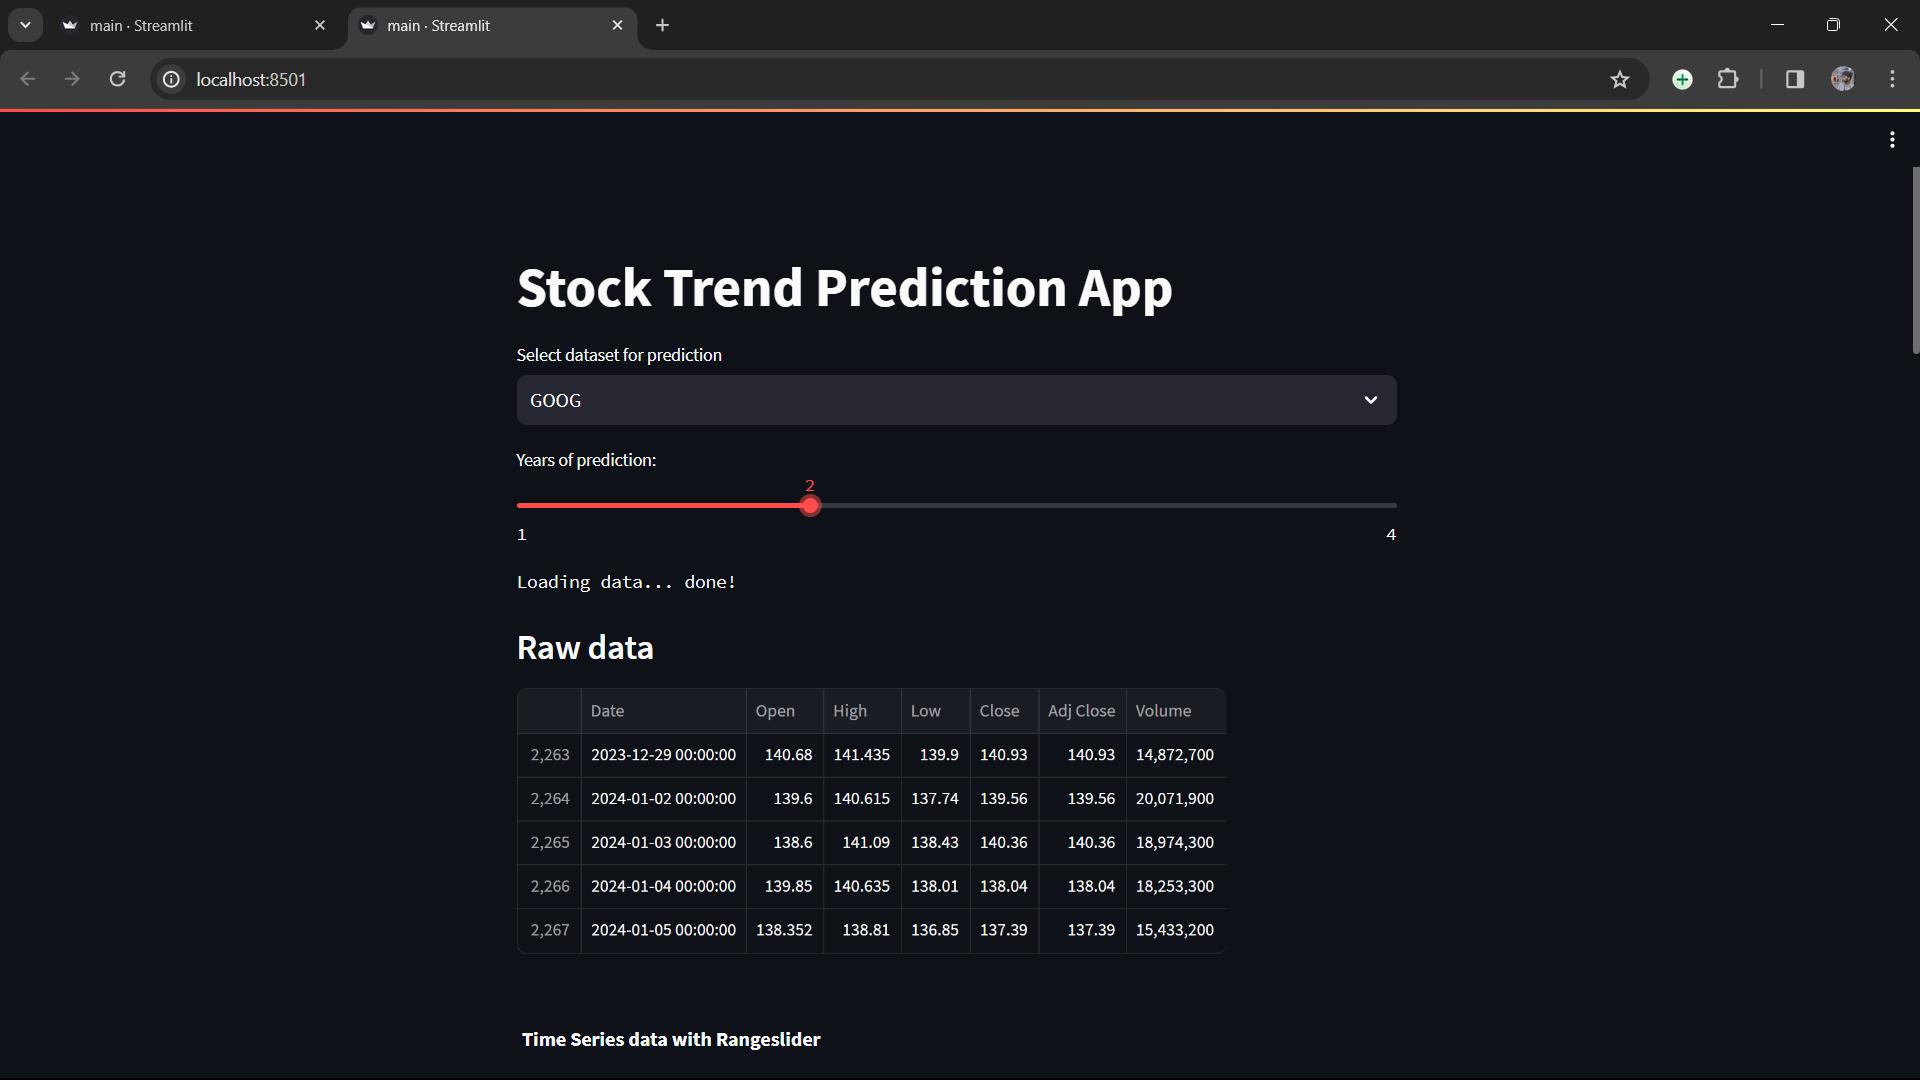 main · Streamlit
main · Streamlit
localhost:8501
Stock Trend Prediction App
Select dataset for prediction
GOOG
Years of prediction:
2
1 4
Loading data... done!
Raw data
Date Open High Low Close Adj Close Volume
2,263 2023-12-29 00:00:00 140.68 141.435 139.9 140.93 140.93 14,872,700
2,264 2024-01-02 00:00:00 139.6 140.615 137.74 139.56 139.56 20,071,900
2,265 2024-01-03 00:00:00 138.6 141.09 138.43 140.36 140.36 18,974,300
2,266 2024-01-04 00:00:00 139.85 140.635 138.01 138.04 138.04 18,253,300
2,267 2024-01-05 00:00:00 138.352 138.81 136.85 137.39 137.39 15,433,200
Time Series data with Rangeslider